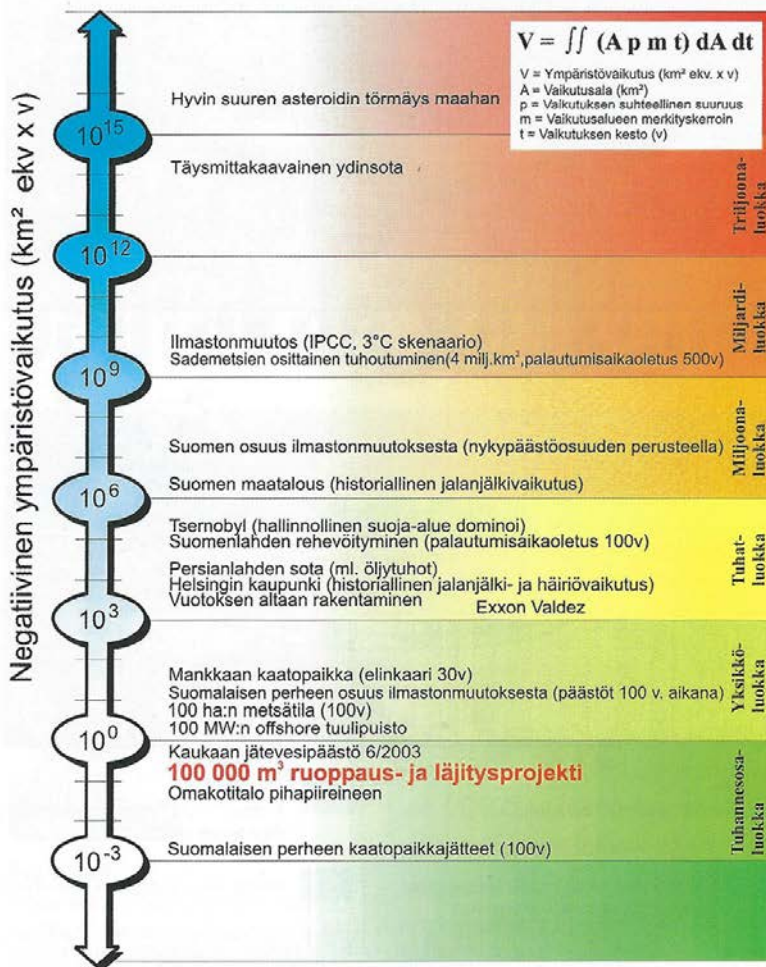 V = ∫∫ (A p m t) dA dt
V = Ympäristövaikutus (km² ekv. x v)
A = Vaikutusala (km²)
p = Vaikutuksen suhteellinen suuruus
m = Vaikutusalueen merkityskerroin
t = Vaikutuksen kesto (v)
Negatiivinen ympäristövaikutus (km² ekv x v)
Hyvin suuren asteroidin törmäys maahan
10¹⁵
Täysmittakaavainen ydinsota
Triljoona-
luokka
10¹²
Ilmastonmuutos (IPCC, 3°C skenaario)
Sademetsien osittainen tuhoutuminen(4 milj.km²,palautumisaikaoletus 500v)
Miljardi-
luokka
10⁹
Suomen osuus ilmastonmuutoksesta (nykypäästöosuuden perusteella)
Suomen maatalous (historiallinen jalanjälkivaikutus)
Miljoona-
luokka
10⁶
Tsernobyl (hallinnollinen suoja-alue dominoi)
Suomenlahden rehevöityminen (palautumisaikaoletus 100v)
Persianlahden sota (ml. öljytuhot)
Helsingin kaupunki (historiallinen jalanjälki- ja häiriövaikutus)
Vuotoksen altaan rakentaminen Exxon Valdez
Tuhat-
luokka
10³
Mankkaan kaatopaikka (elinkaari 30v)
Suomalaisen perheen osuus ilmastonmuutoksesta (päästöt 100 v. aikana)
100 ha:n metsätila (100v)
100 MW:n offshore tuulipuisto
Yksikkö-
luokka
10⁰
Kaukaan jätevesipäästö 6/2003
100 000 m³ ruoppaus- ja läjitysprojekti
Omakotitalo pihapiireineen
Suomalaisen perheen kaatopaikkajätteet (100v)
Tuhannesosa-
luokka
10⁻³